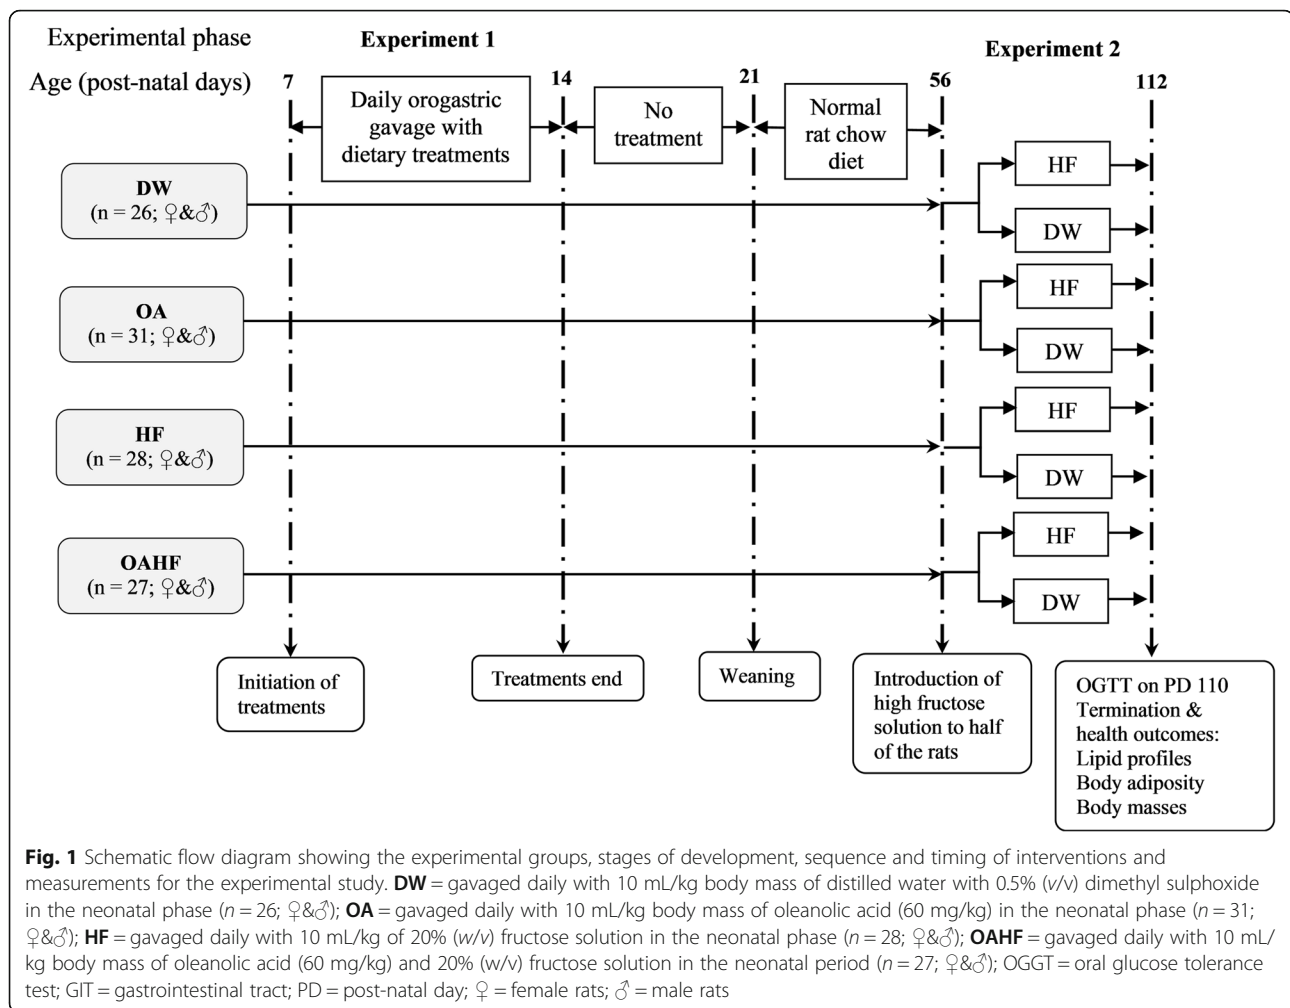 Experimental phase
Experiment 1
Experiment 2
Age (post-natal days)
7
14
21
56
112
Daily orogastric
gavage with
dietary treatments
No
treatment
Normal
rat chow
diet
DW
(n = 26; ♀&♂)
HF
DW
OA
(n = 31; ♀&♂)
HF
DW
HF
(n = 28; ♀&♂)
HF
DW
OAHF
(n = 27; ♀&♂)
HF
DW
Initiation of
treatments
Treatments end
Weaning
Introduction of
high fructose
solution to half
of the rats
OGTT on PD 110
Termination &
health outcomes:
Lipid profiles
Body adiposity
Body masses
Fig. 1 Schematic flow diagram showing the experimental groups, stages of development, sequence and timing of interventions and
measurements for the experimental study. DW = gavaged daily with 10 mL/kg body mass of distilled water with 0.5% (v/v) dimethyl sulphoxide
in the neonatal phase (n = 26; ♀&♂); OA = gavaged daily with 10 mL/kg body mass of oleanolic acid (60 mg/kg) in the neonatal phase (n = 31;
♀&♂); HF = gavaged daily with 10 mL/kg of 20% (w/v) fructose solution in the neonatal phase (n = 28; ♀&♂); OAHF = gavaged daily with 10 mL/
kg body mass of oleanolic acid (60 mg/kg) and 20% (w/v) fructose solution in the neonatal period (n = 27; ♀&♂); OGGT = oral glucose tolerance
test; GIT = gastrointestinal tract; PD = post-natal day; ♀ = female rats; ♂ = male rats